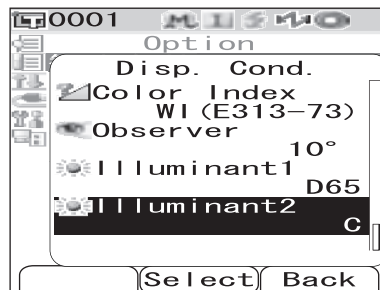 0001
Option
Disp. Cond.
Color Index
WI(E313-73)
Observer
10°
Illuminant1
D65
Illuminant2
C
Select Back